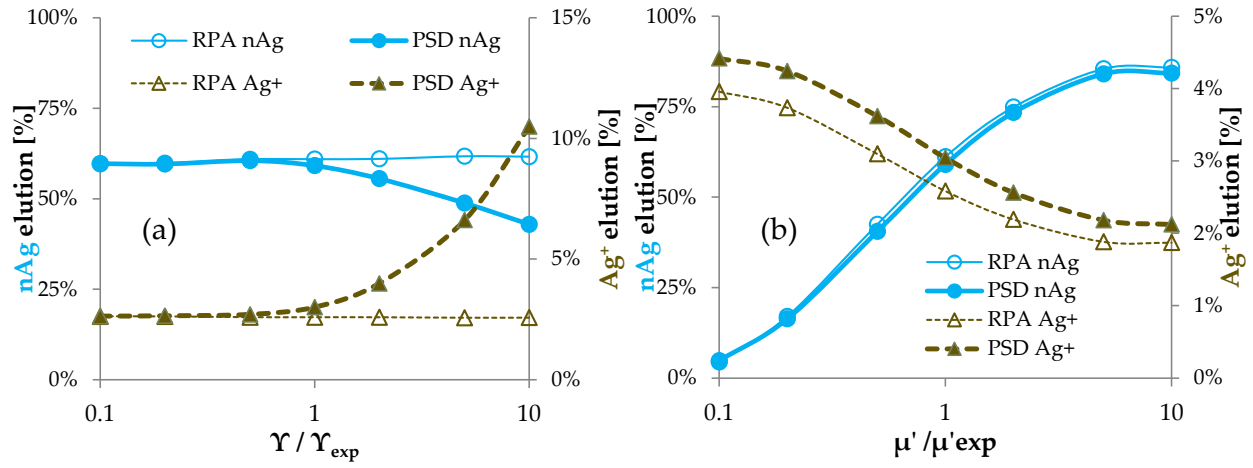 100%
75%
50%
25%
0%
nAg elution [%]
RPA nAg
PSD nAg
RPA Ag+
PSD Ag+
(a)
15%
10%
5%
0%
Ag+ elution [%]
0.1
1
10
ϒ / ϒexp
100%
75%
50%
25%
0%
nAg elution [%]
(b)
RPA nAg
PSD nAg
RPA Ag+
PSD Ag+
5%
4%
3%
2%
1%
0%
Ag+ elution [%]
0.1
1
10
μ' /μ'exp